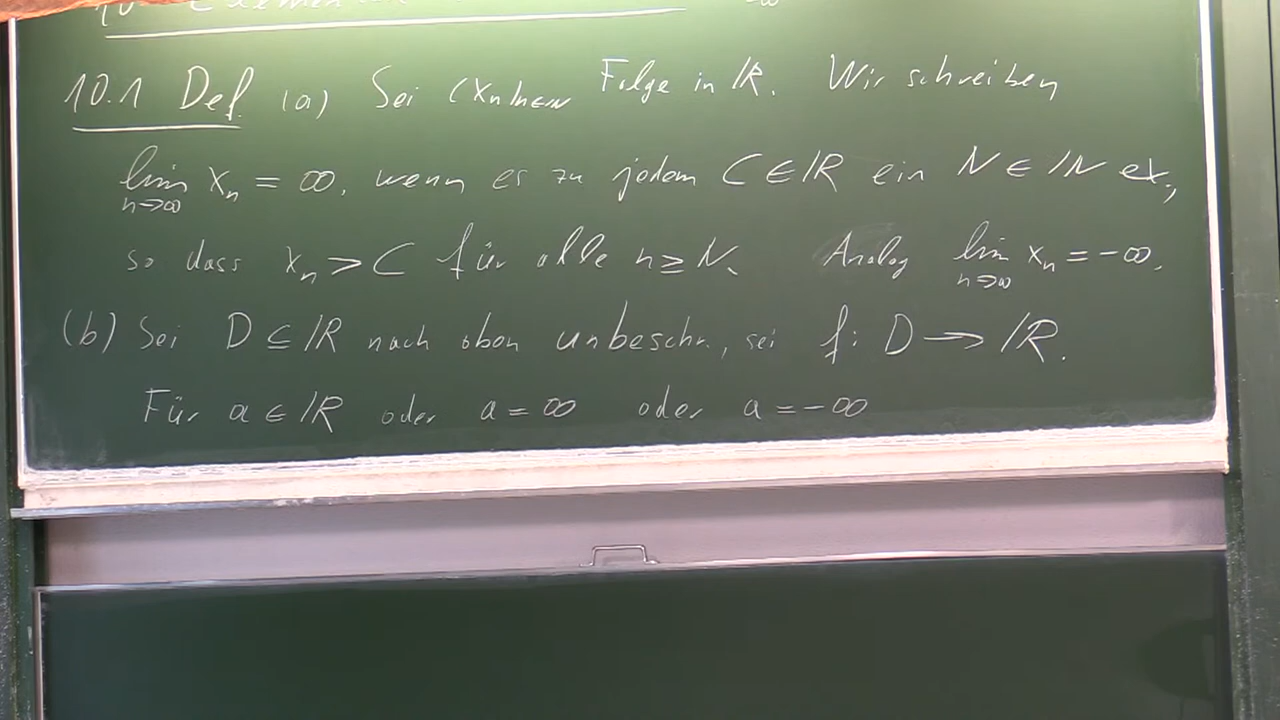 10.1 Def. (a) Sei (xₙ)ₙ∈ℕ Folge in ℝ. Wir schreiben
lim n→∞ xₙ = ∞, wenn es zu jedem C ∈ ℝ ein N ∈ ℕ ex.,
so dass xₙ > C für alle n ≥ N. Analog lim n→∞ xₙ = -∞.
(b) Sei D ⊆ ℝ nach oben unbeschr., sei f: D → ℝ.
Für a ∈ ℝ oder a = ∞ oder a = -∞